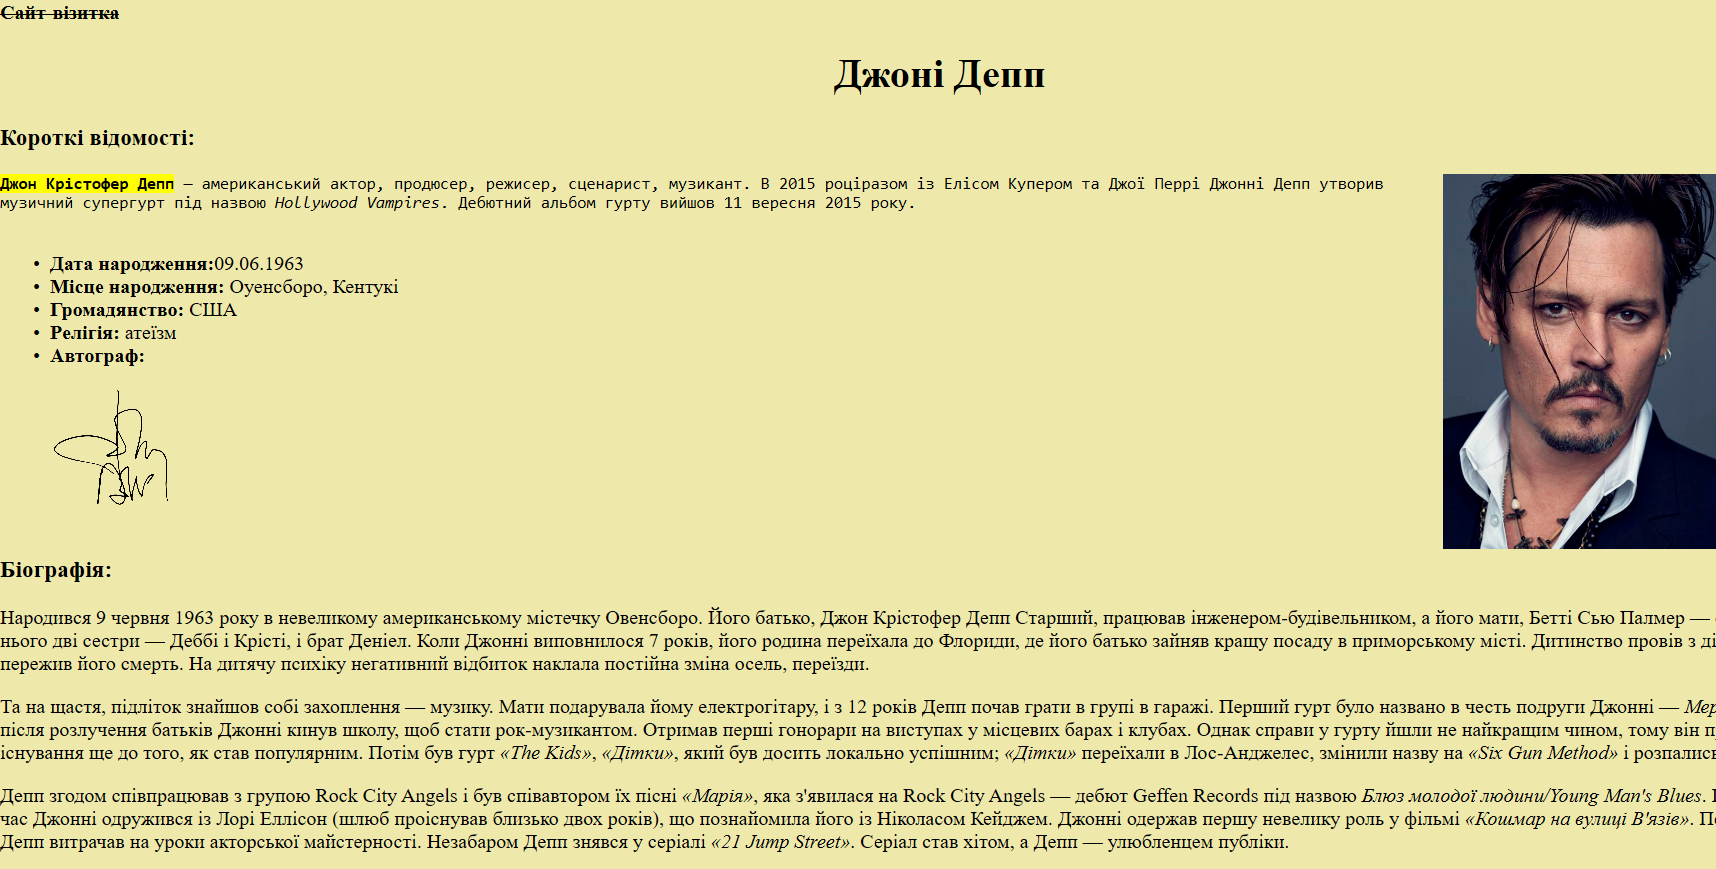 Сайт візитка
Джоні Депп
Короткі відомості:
Джон Крістофер Депп — американський актор, продюсер, режисер, сценарист, музикант. В 2015 роціразом із Елісом Купером та Джої Перрі Джонні Депп утворив
музичний супергурт під назвою Hollywood Vampires. Дебютний альбом гурту вийшов 11 вересня 2015 року.
• Дата народження:09.06.1963
• Місце народження: Оуенсборо, Кентукі
• Громадянство: США
• Релігія: атеїзм
• Автограф:
Біографія:
Народився 9 червня 1963 року в невеликому американському містечку Овенсборо. Його батько, Джон Крістофер Депп Старший, працював інженером-будівельником, а його мати, Бетті Сью Палмер —
нього дві сестри — Деббі і Крісті, і брат Деніел. Коли Джонні виповнилося 7 років, його родина переїхала до Флориди, де його батько зайняв кращу посаду в приморському місті. Дитинство провів з ді
пережив його смерть. На дитячу психіку негативний відбиток наклала постійна зміна осель, переїзди.
Та на щастя, підліток знайшов собі захоплення — музику. Мати подарувала йому електрогітару, і з 12 років Депп почав грати в групі в гаражі. Перший гурт було названо в честь подруги Джонні — Мер
після розлучення батьків Джонні кинув школу, щоб стати рок-музикантом. Отримав перші гонорари на виступах у місцевих барах і клубах. Однак справи у гурту йшли не найкращим чином, тому він п
існування ще до того, як став популярним. Потім був гурт «The Kids», «Дітки», який був досить локально успішним; «Дітки» переїхали в Лос-Анджелес, змінили назву на «Six Gun Method» і розпались
Депп згодом співпрацював з групою Rock City Angels і був співавтором їх пісні «Марія», яка з'явилася на Rock City Angels — дебют Geffen Records під назвою Блюз молодої людини/Young Man's Blues.
час Джонні одружився із Лорі Еллісон (шлюб проіснував близько двох років), що познайомила його із Ніколасом Кейджем. Джонні одержав першу невелику роль у фільмі «Кошмар на вулиці В'язів». П
Депп витрачав на уроки акторської майстерності. Незабаром Депп знявся у серіалі «21 Jump Street». Серіал став хітом, а Депп — улюбленцем публіки.